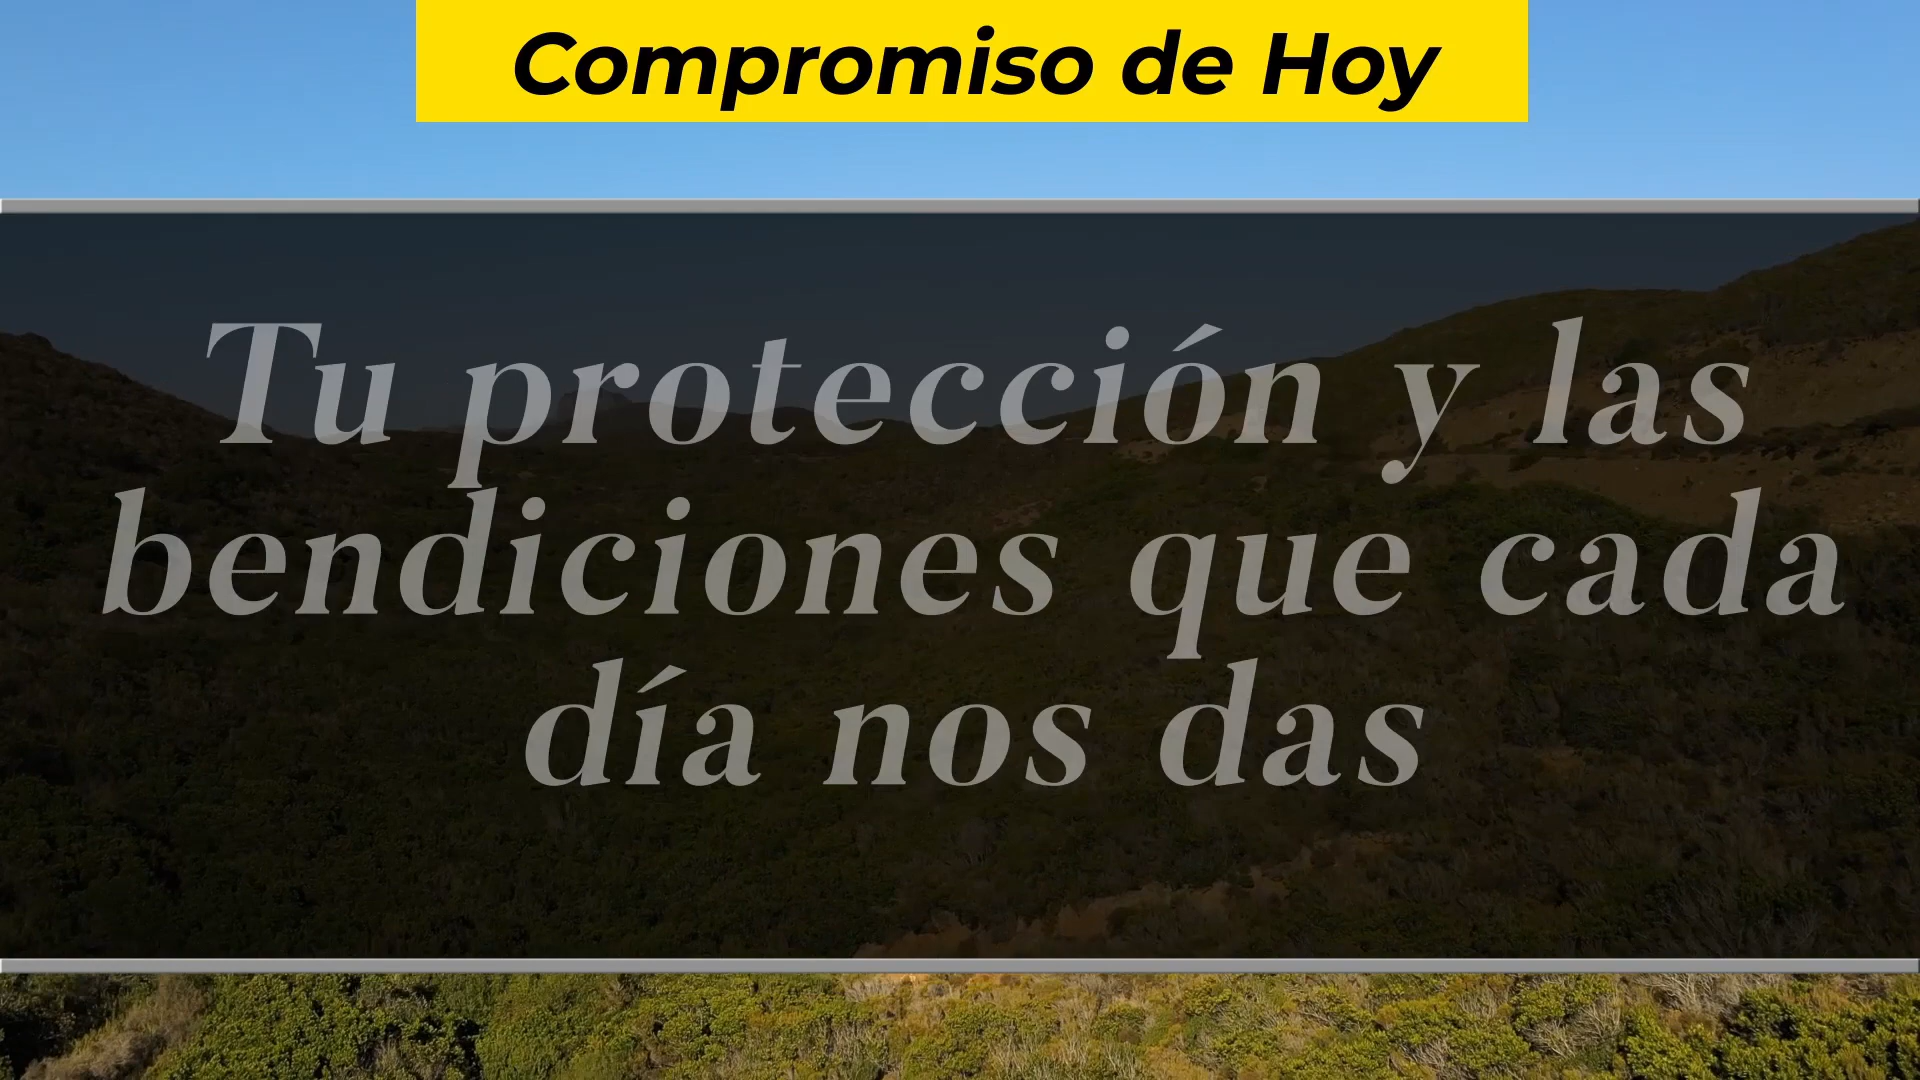 Compromiso de Hoy
Tu protección y las
bendiciones que cada
día nos das